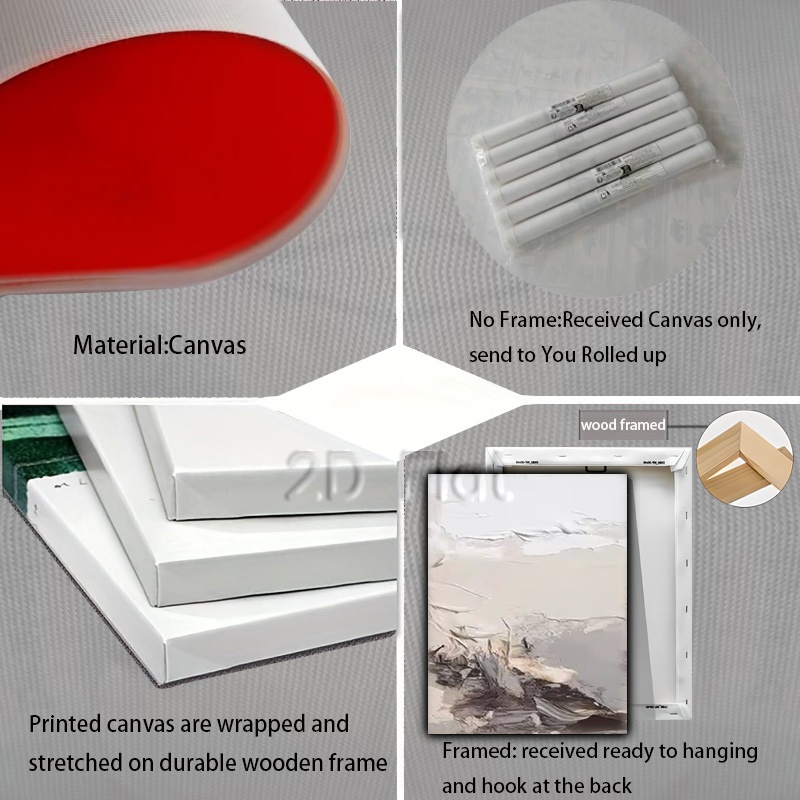 Material:Canvas
No Frame:Received Canvas only,
send to You Rolled up
2D Flat
wood framed
Printed canvas are wrapped and
stretched on durable wooden frame
Framed: received ready to hanging
and hook at the back